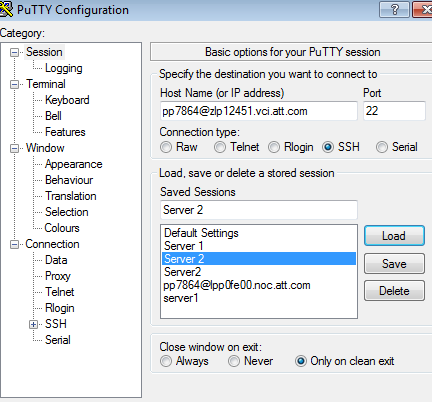 PuTTY Configuration
Category:
Session
Logging
Terminal
Keyboard
Bell
Features
Window
Appearance
Behaviour
Translation
Selection
Colours
Connection
Data
Proxy
Telnet
Rlogin
SSH
Serial
Basic options for your PuTTY session
Specify the destination you want to connect to
Host Name (or IP address) Port
pp7864@zlp12451.vci.att.com 22
Connection type:
Raw Telnet Rlogin SSH Serial
Load, save or delete a stored session
Saved Sessions
Server 2
Default Settings
Server 1
Server 2
Server2
pp7864@lpp0fe00.noc.att.com
server1
Load
Save
Delete
Close window on exit:
Always Never Only on clean exit